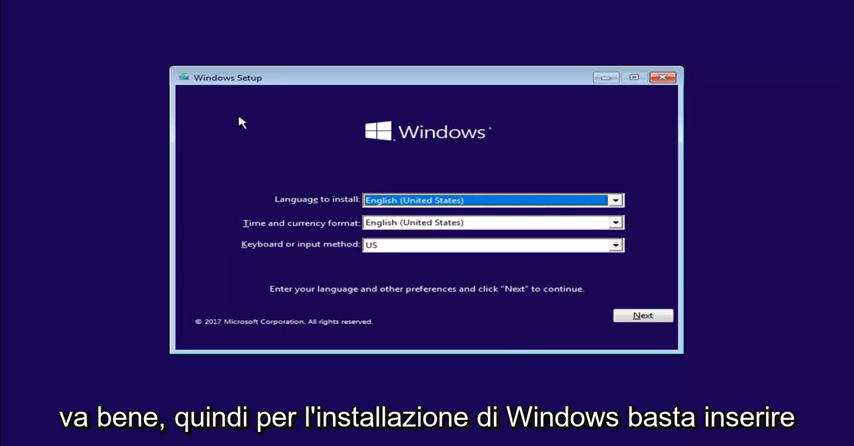 Windows Setup
Windows
Language to install: English (United States)
Time and currency format: English (United States)
Keyboard or input method: US
Enter your language and other preferences and click "Next" to continue.
Next
© 2017 Microsoft Corporation. All rights reserved.
va bene, quindi per l'installazione di Windows basta inserire